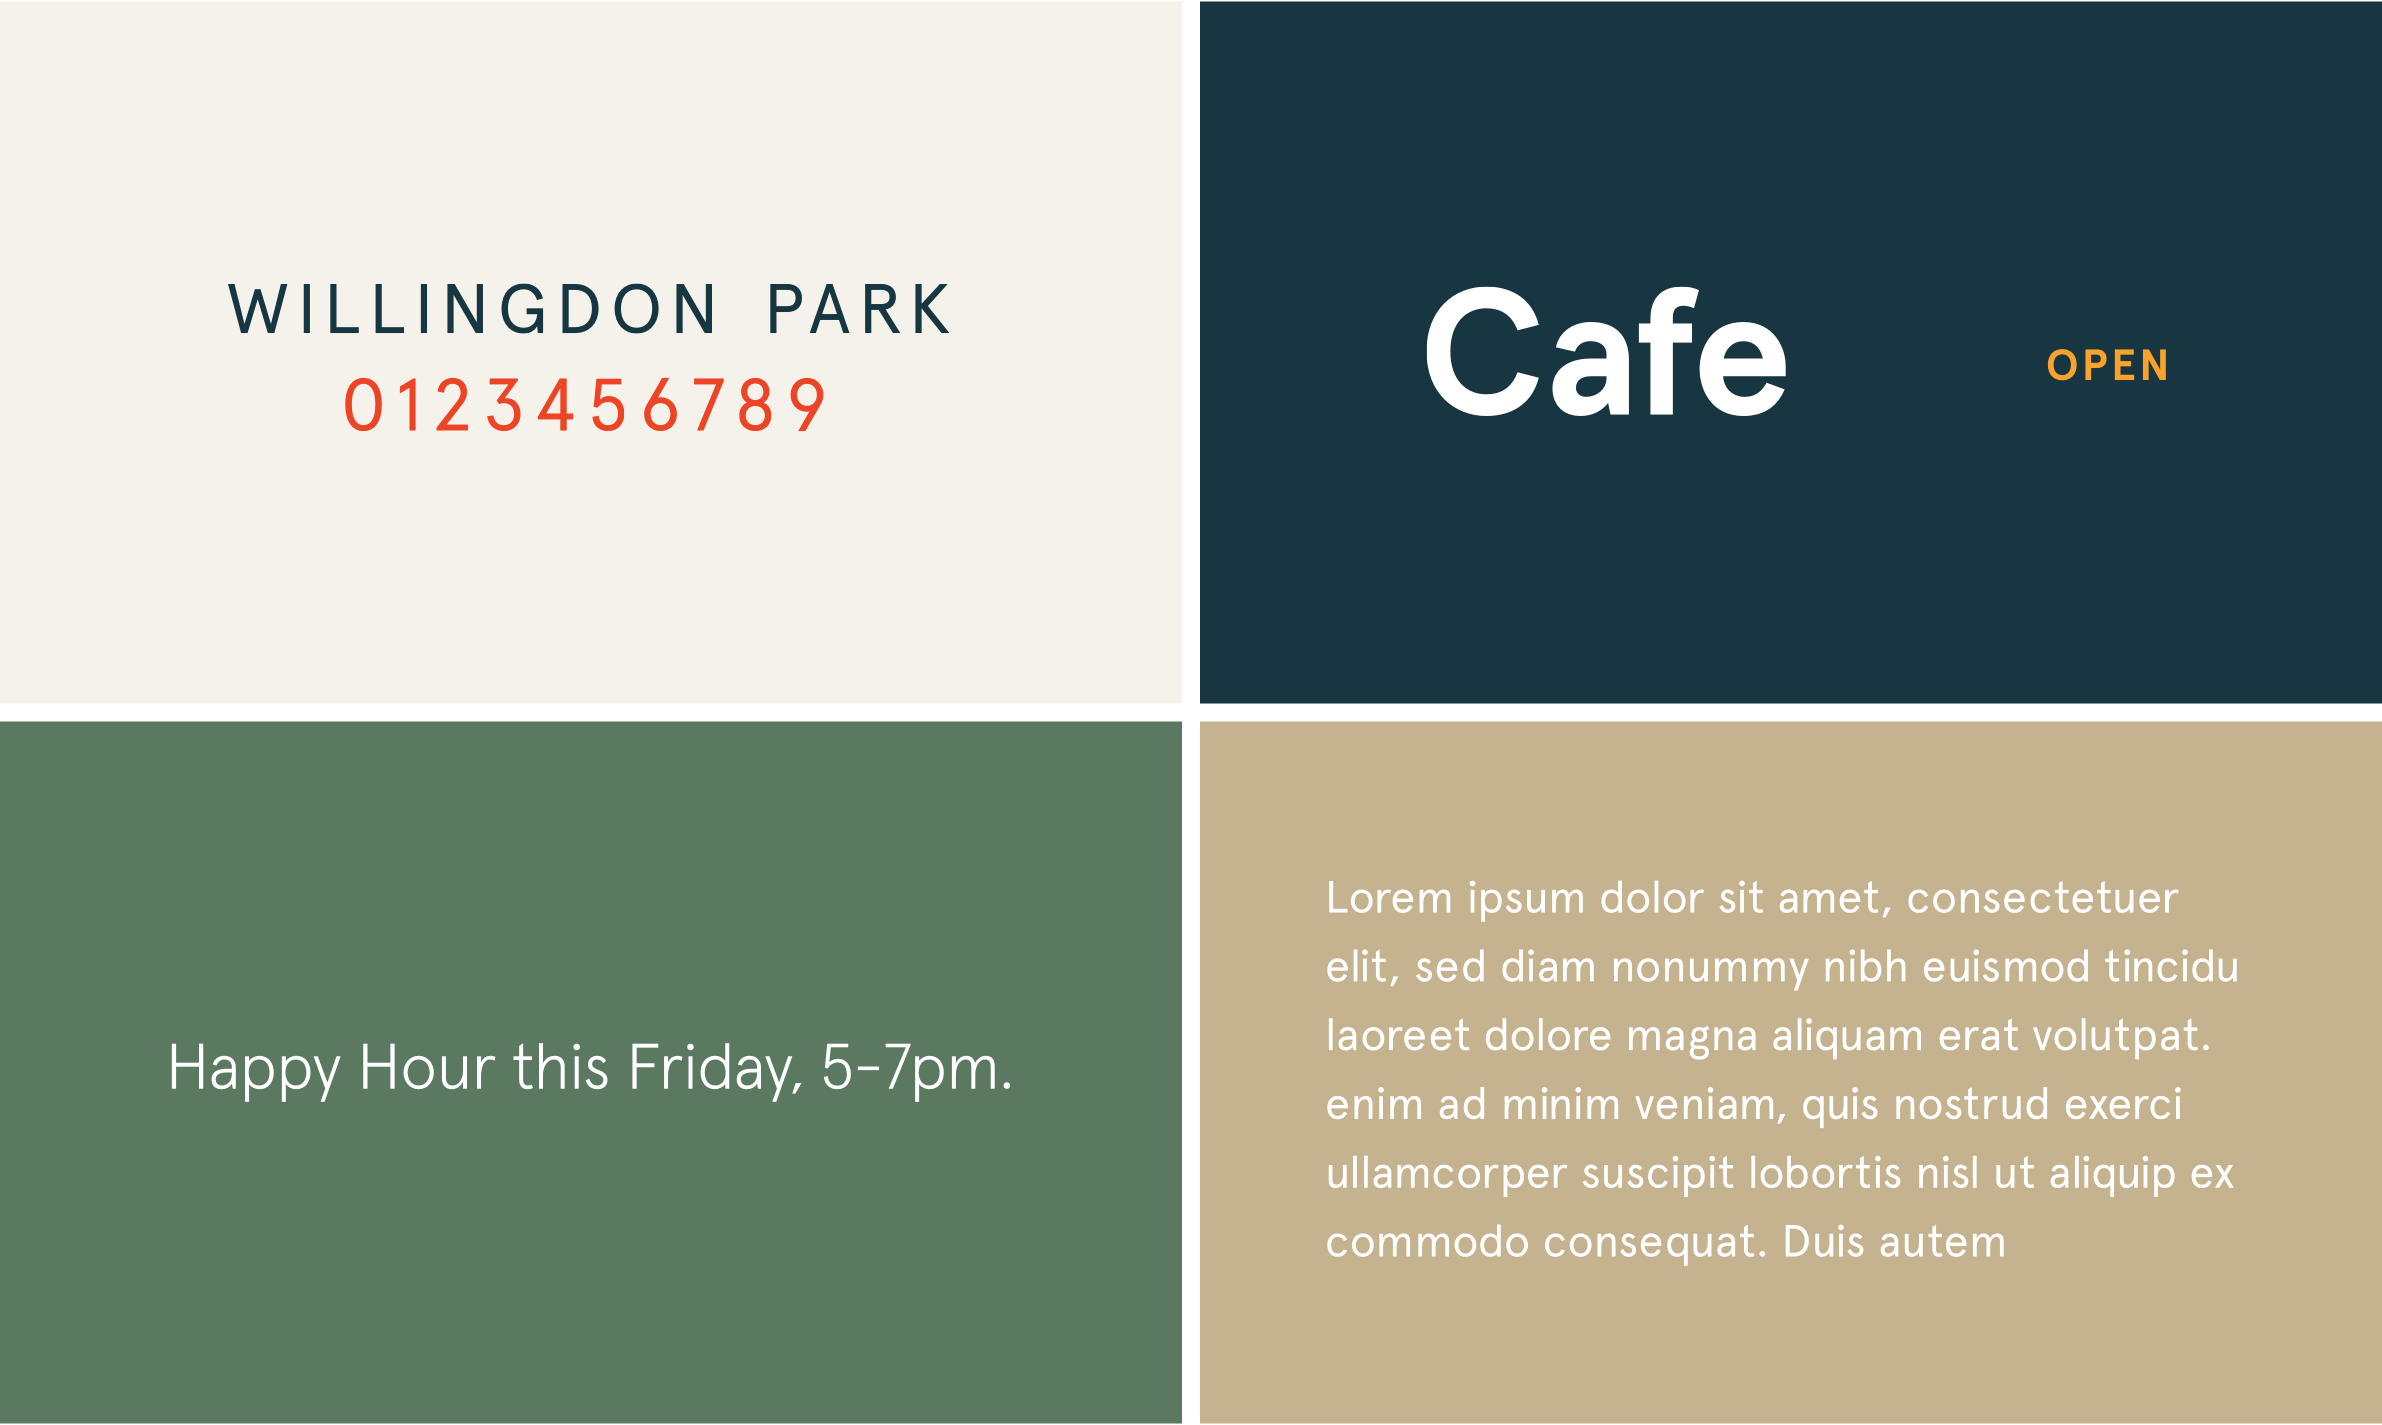 WILLINGDON PARK
0123456789
Cafe
OPEN
Happy Hour this Friday, 5-7pm.
Lorem ipsum dolor sit amet, consectetuer
elit, sed diam nonummy nibh euismod tincidu
laoreet dolore magna aliquam erat volutpat.
enim ad minim veniam, quis nostrud exerci
ullamcorper suscipit lobortis nisl ut aliquip ex
commodo consequat. Duis autem